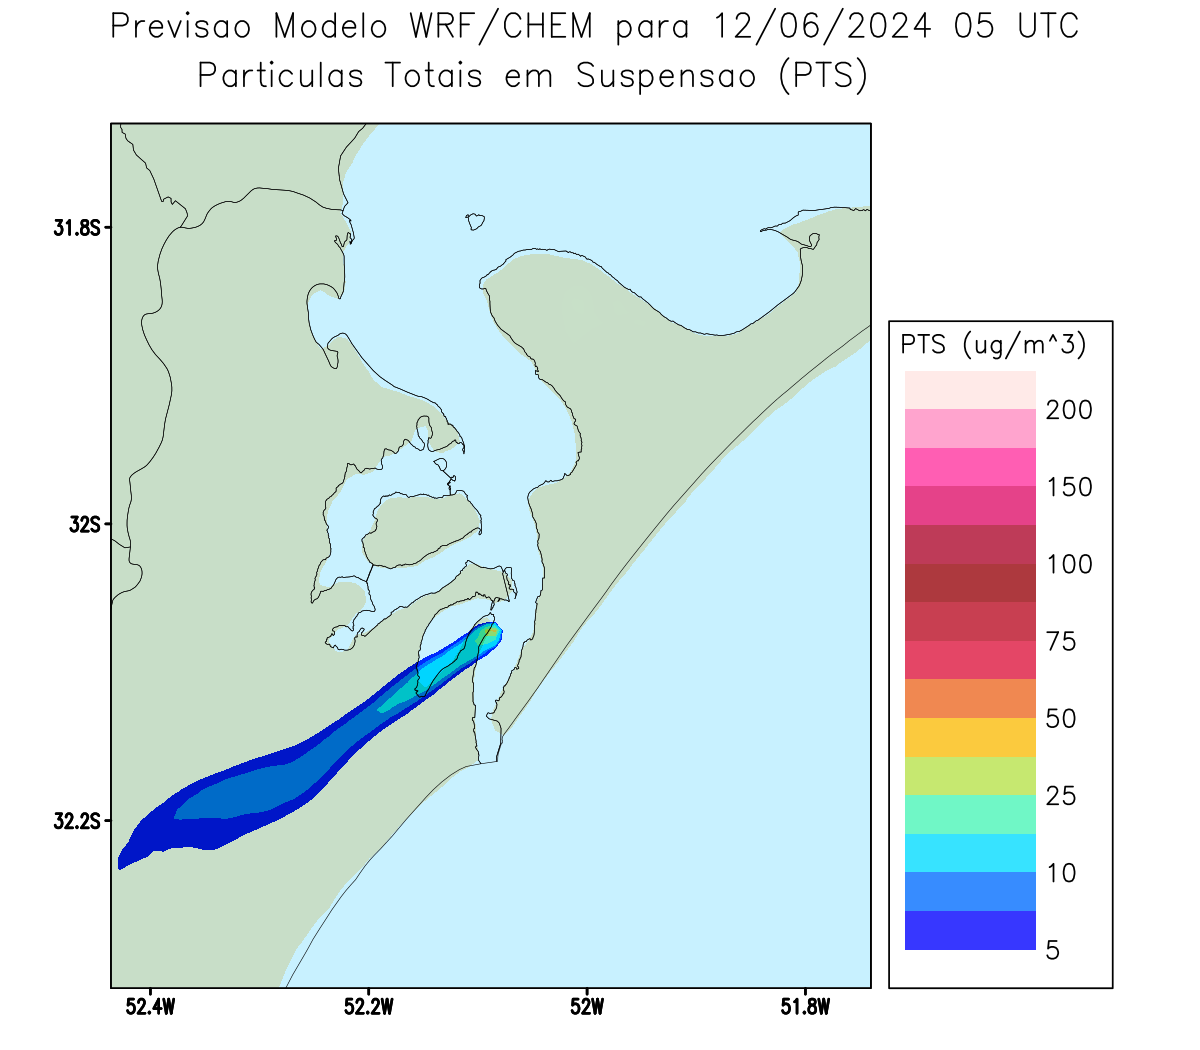 Previsao Modelo WRF/CHEM para 12/06/2024 05 UTC
Particulas Totais em Suspensao (PTS)
31.8S
32S
32.2S
52.4W
52.2W
52W
51.8W
PTS (ug/m^3)
200
150
100
75
50
25
10
5